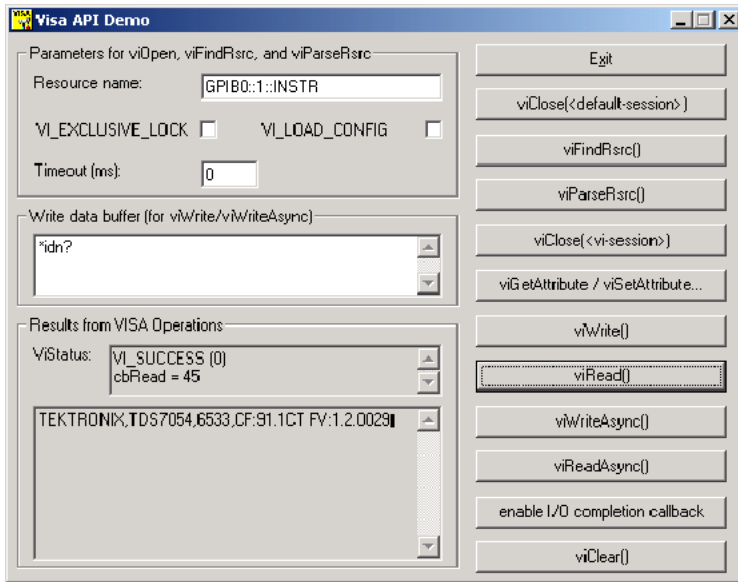 VISA
Visa API Demo
Parameters for viOpen, viFindRsrc, and viParseRsrc
Resource name: GPIB0::1::INSTR
VI_EXCLUSIVE_LOCK VI_LOAD_CONFIG
Timeout (ms): 0
Write data buffer (for viWrite/viWriteAsync)
*idn?
Results from VISA Operations
ViStatus: VI_SUCCESS (0)
cbRead = 45
TEKTRONIX,TDS7054,6533,CF:91.1CT FV:1.2.0029
Exit
viClose(<default-session>)
viFindRsrc()
viParseRsrc()
viClose(<vi-session>)
viGetAttribute / viSetAttribute...
viWrite()
viRead()
viWriteAsync()
viReadAsync()
enable I/O completion callback
viClear()